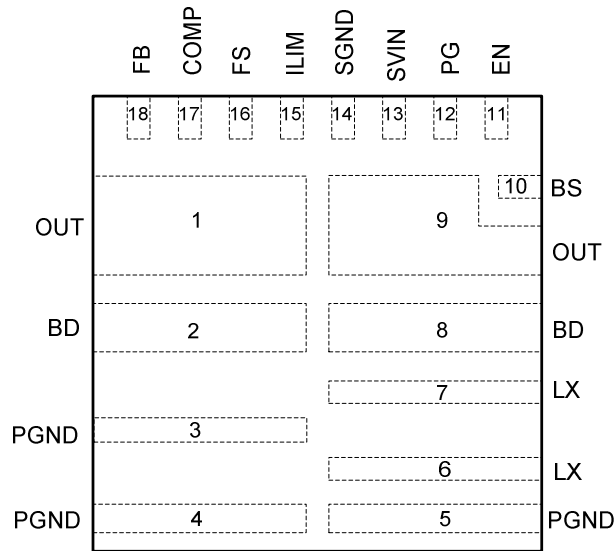 FB COMP FS ILIM SGND SVIN PG EN
18 17 16 15 14 13 12 11
10 BS
OUT 1 9
OUT
BD 2 8 BD
7 LX
PGND 3
6 LX
PGND 4 5 PGND